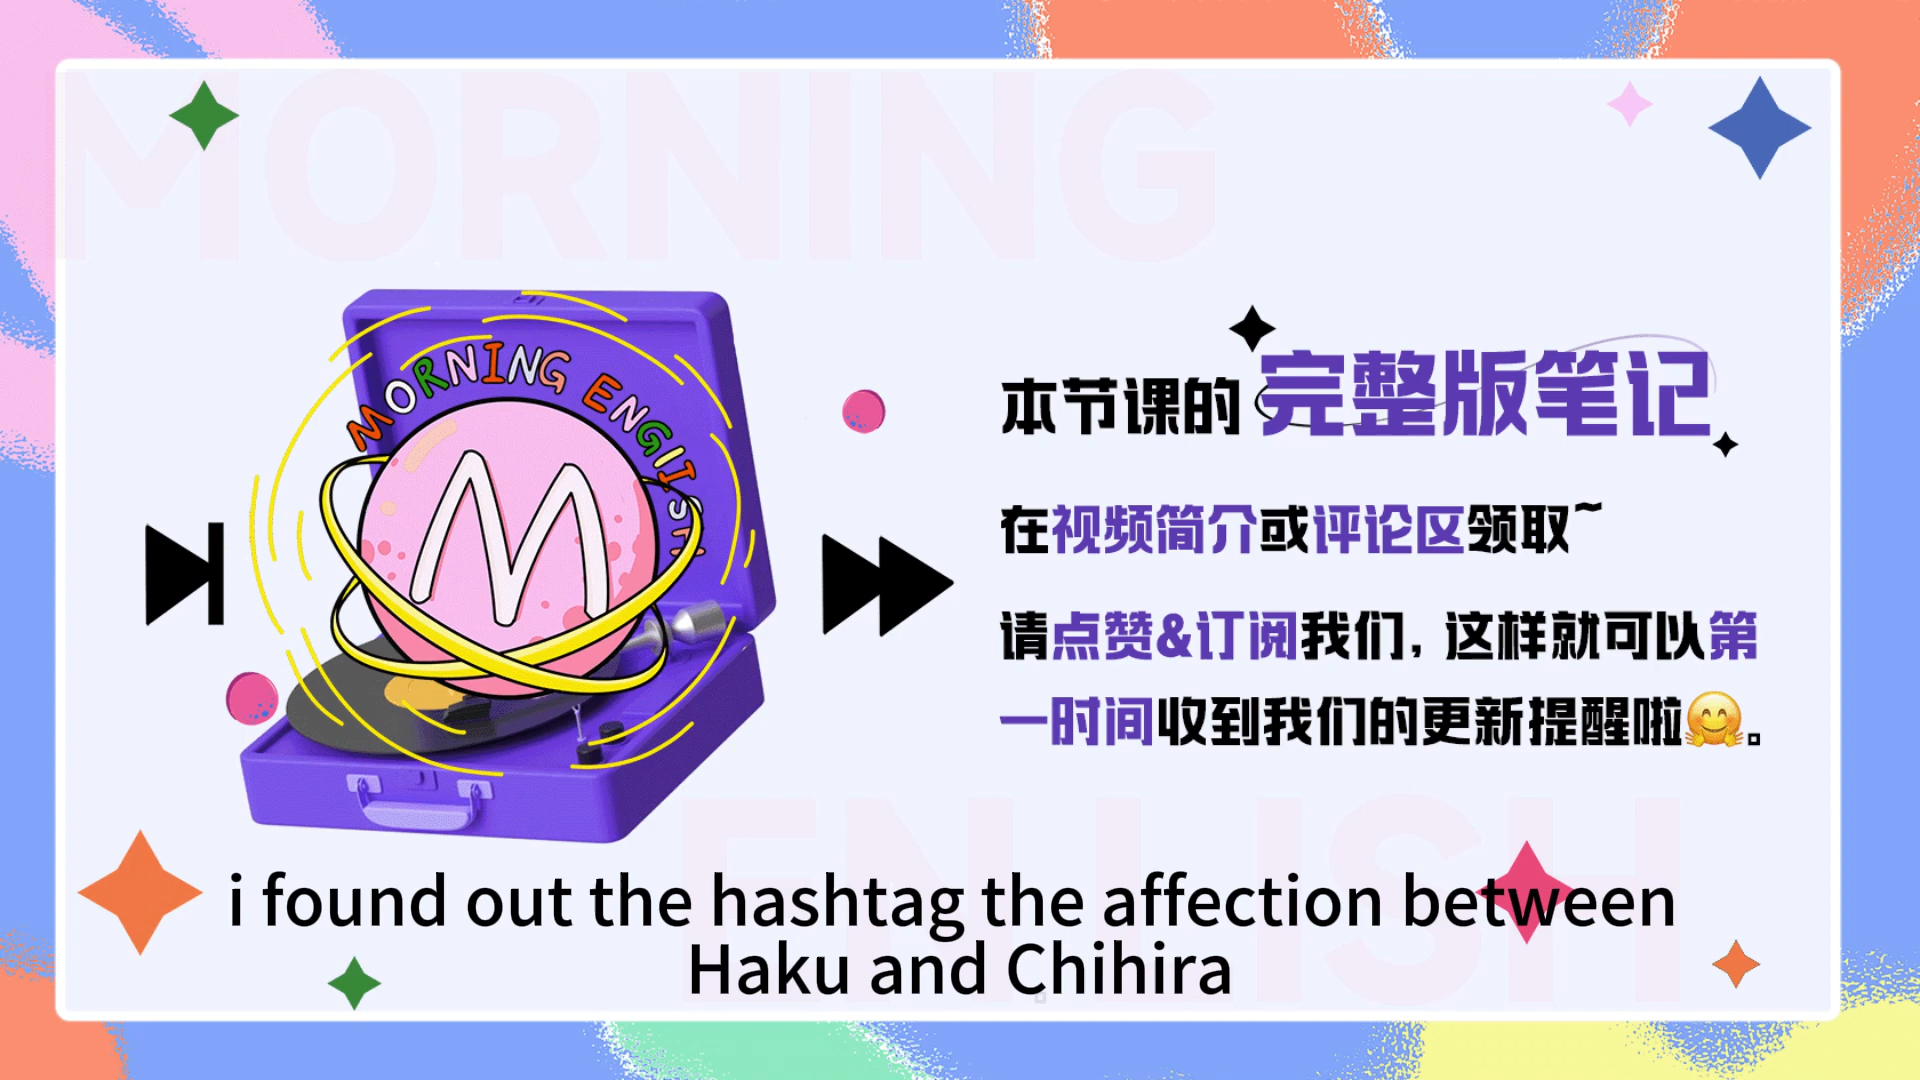 MORNING
MORNING ENGLISH
M
本节课的 完整版笔记
在视频简介或评论区领取~
请点赞&订阅我们, 这样就可以第
一时间收到我们的更新提醒啦🤗。
i found out the hashtag the affection between
Haku and Chihira